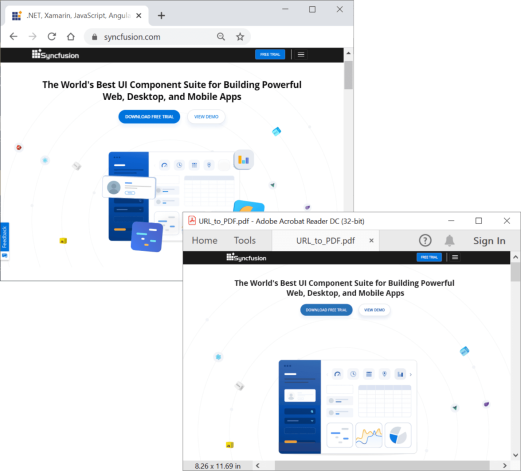 .NET, Xamarin, JavaScript, Angula
syncfusion.com
Syncfusion
FREE TRIAL
The World's Best UI Component Suite for Building Powerful
Web, Desktop, and Mobile Apps
DOWNLOAD FREE TRIAL
VIEW DEMO
Feedback
URL_to_PDF.pdf - Adobe Acrobat Reader DC (32-bit)
Home
Tools
URL_to_PDF.pdf
Sign In
Syncfusion
FREE TRIAL
The World's Best UI Component Suite for Building Powerful
Web, Desktop, and Mobile Apps
DOWNLOAD FREE TRIAL
VIEW DEMO
8.26 x 11.69 in